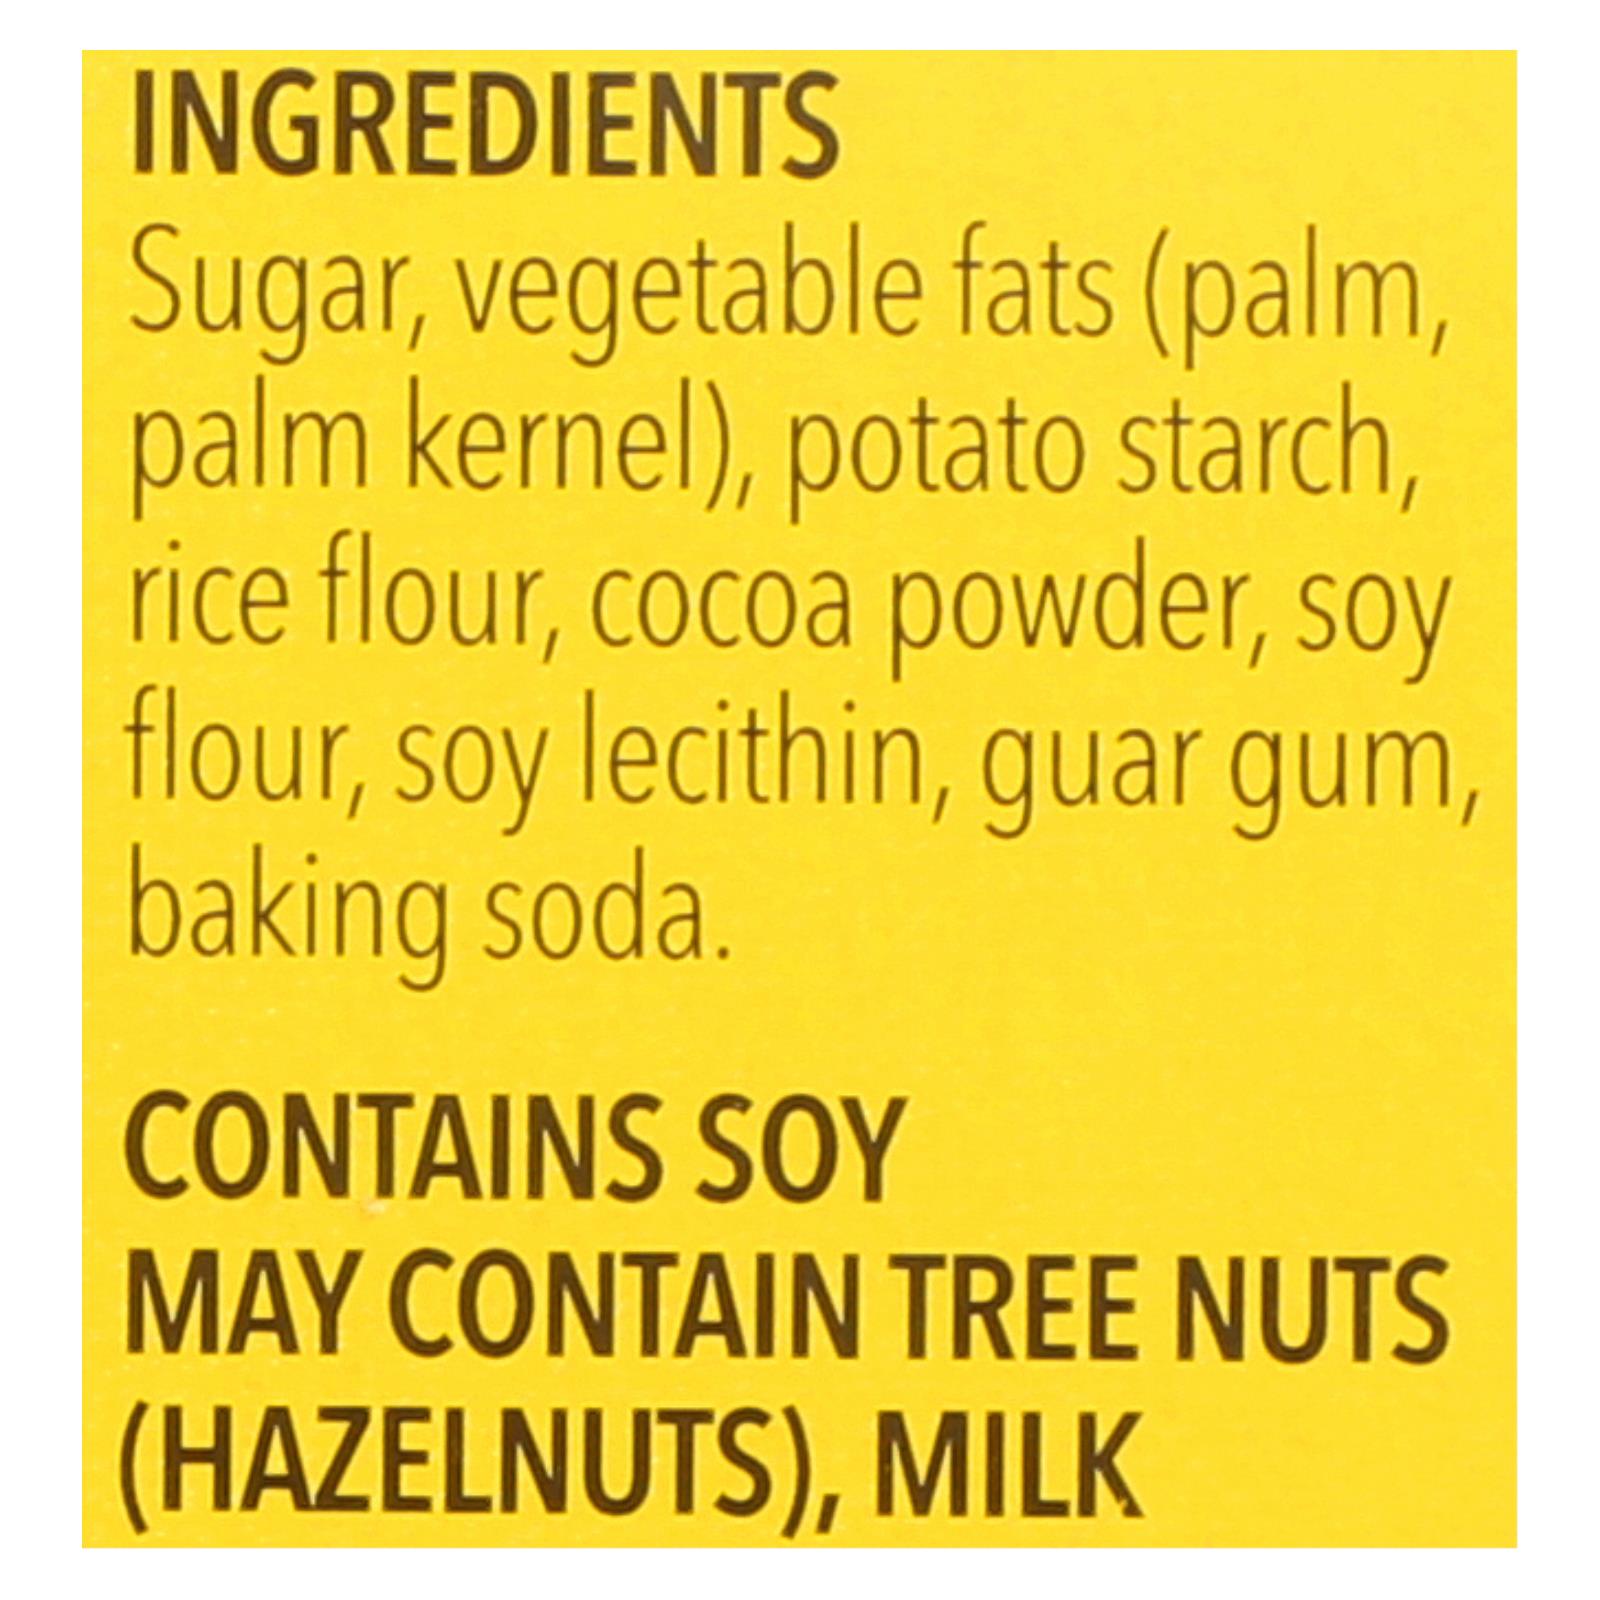 INGREDIENTS
Sugar, vegetable fats (palm,
palm kernel), potato starch,
rice flour, cocoa powder, soy
flour, soy lecithin, guar gum,
baking soda.
CONTAINS SOY
MAY CONTAIN TREE NUTS
(HAZELNUTS), MILK